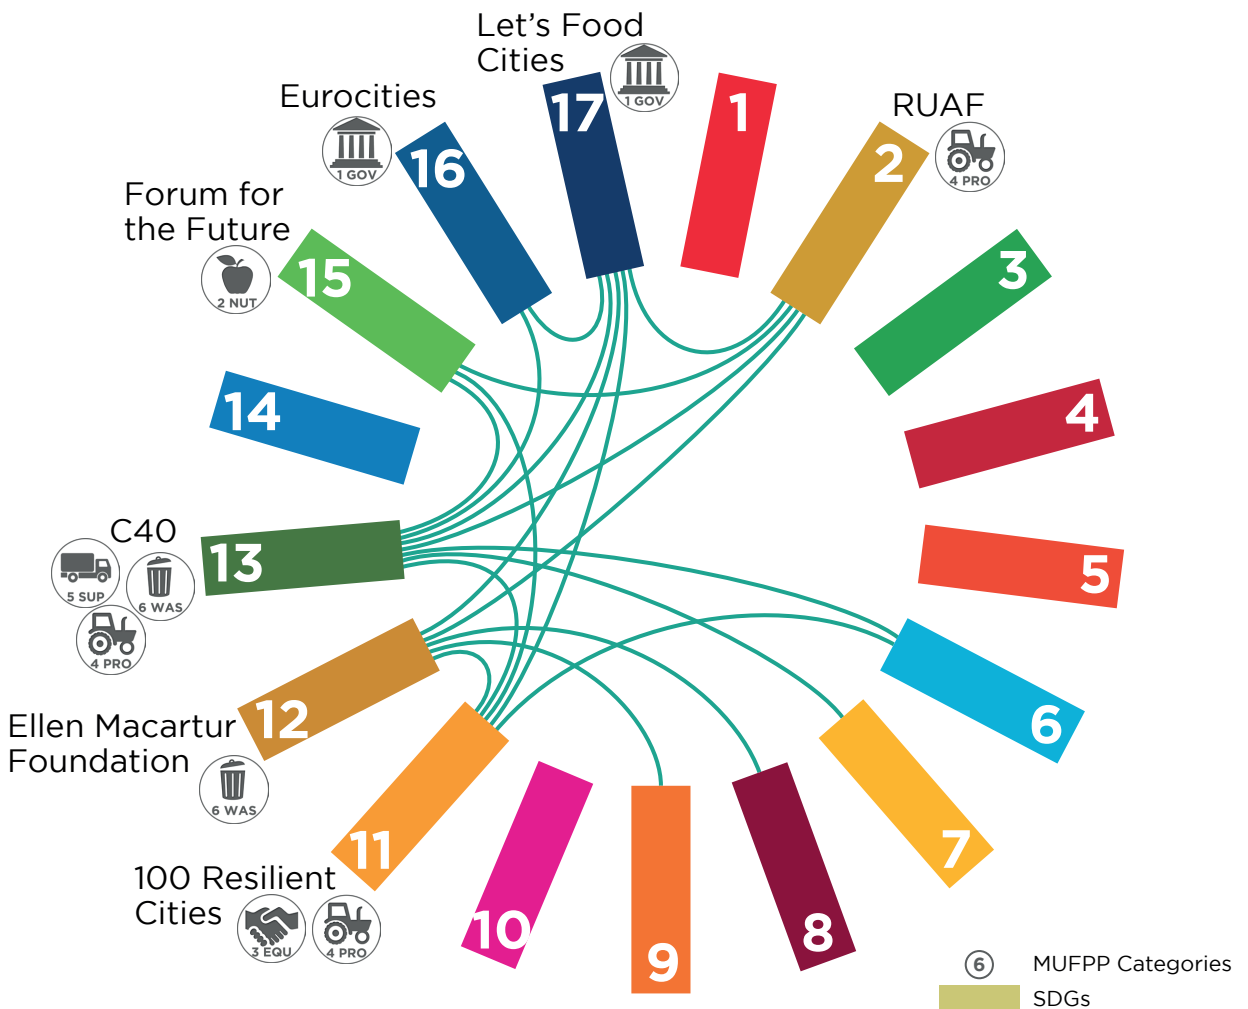 Let's Food
Cities
1 GOV
17
1
RUAF
2
4 PRO
Eurocities
1 GOV
16
Forum for
the Future
2 NUT
15
3
14
4
C40
5 SUP
6 WAS
4 PRO
13
5
Ellen Macartur
Foundation
6 WAS
12
6
100 Resilient
Cities
3 EQU
4 PRO
11
7
10
9
8
6
MUFPP Categories
SDGs